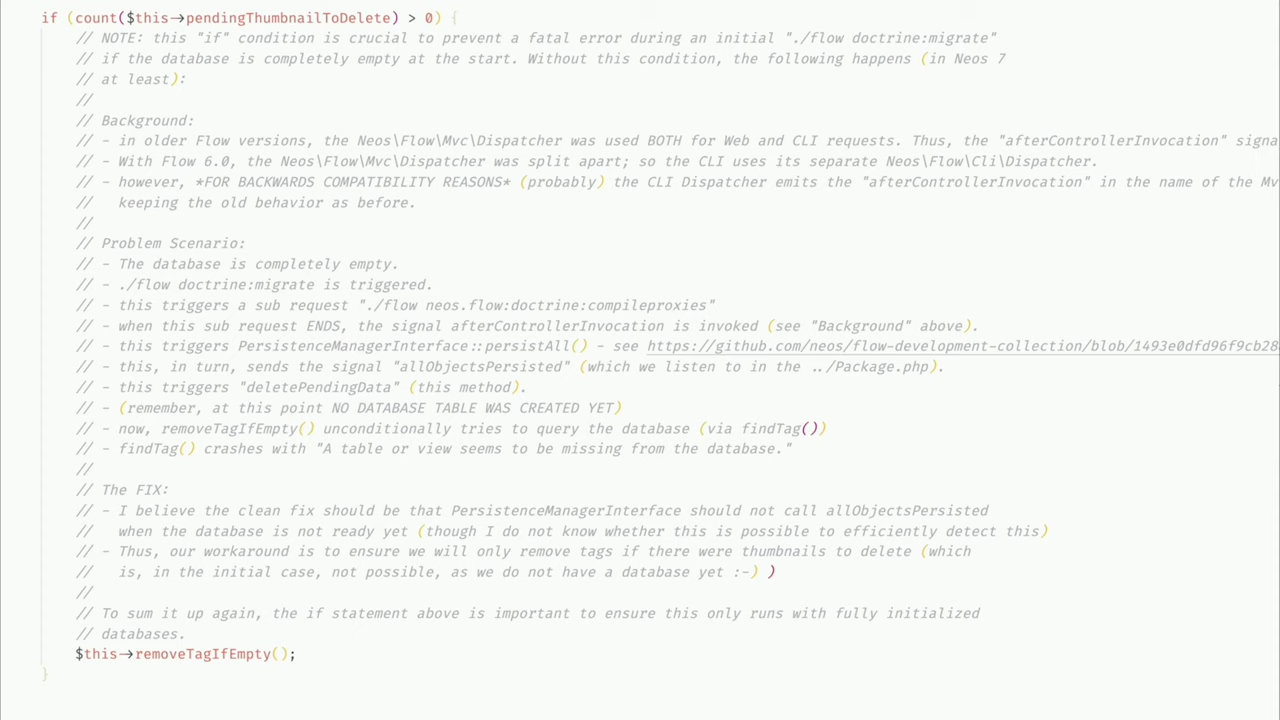 if (count($this->pendingThumbnailToDelete) > 0) {
// NOTE: this "if" condition is crucial to prevent a fatal error during an initial "./flow doctrine:migrate"
// if the database is completely empty at the start. Without this condition, the following happens (in Neos 7
// at least):
//
// Background:
// - in older Flow versions, the Neos\Flow\Mvc\Dispatcher was used BOTH for Web and CLI requests. Thus, the "afterControllerInvocation" signa
// - With Flow 6.0, the Neos\Flow\Mvc\Dispatcher was split apart; so the CLI uses its separate Neos\Flow\Cli\Dispatcher.
// - however, *FOR BACKWARDS COMPATIBILITY REASONS* (probably) the CLI Dispatcher emits the "afterControllerInvocation" in the name of the Mv
// keeping the old behavior as before.
//
// Problem Scenario:
// - The database is completely empty.
// - ./flow doctrine:migrate is triggered.
// - this triggers a sub request "./flow neos.flow:doctrine:compileproxies"
// - when this sub request ENDS, the signal afterControllerInvocation is invoked (see "Background" above).
// - this triggers PersistenceManagerInterface::persistAll() - see https://github.com/neos/flow-development-collection/blob/1493e0dfd96f9cb28
// - this, in turn, sends the signal "allObjectsPersisted" (which we listen to in the ../Package.php).
// - this triggers "deletePendingData" (this method).
// - (remember, at this point NO DATABASE TABLE WAS CREATED YET)
// - now, removeTagIfEmpty() unconditionally tries to query the database (via findTag())
// - findTag() crashes with "A table or view seems to be missing from the database."
//
// The FIX:
// - I believe the clean fix should be that PersistenceManagerInterface should not call allObjectsPersisted
// when the database is not ready yet (though I do not know whether this is possible to efficiently detect this)
// - Thus, our workaround is to ensure we will only remove tags if there were thumbnails to delete (which
// is, in the initial case, not possible, as we do not have a database yet :-) )
//
// To sum it up again, the if statement above is important to ensure this only runs with fully initialized
// databases.
$this->removeTagIfEmpty();
}